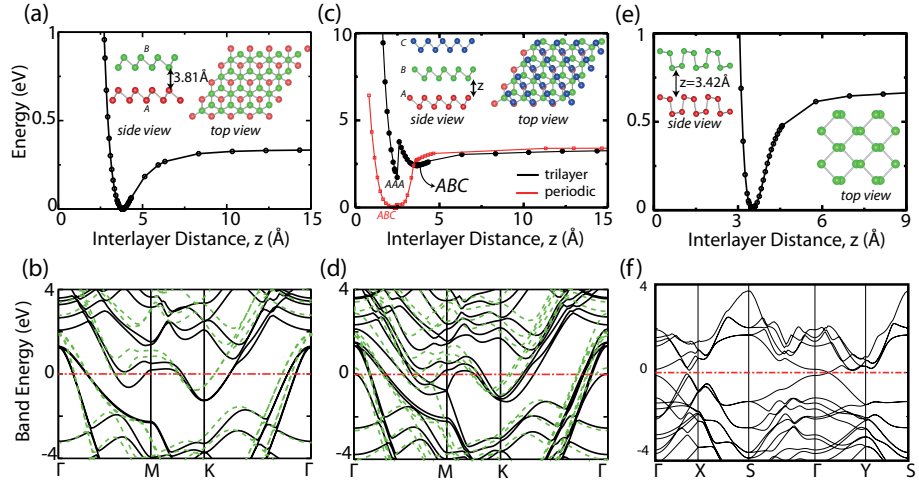 (a)
Energy (eV)
1
0.5
0
B
3.81Å
A
side view
top view
0
5
10
15
Interlayer Distance, z (Å)
(c)
10
5
0
C
B
A
z
side view
top view
AAA
ABC
ABC
trilayer
periodic
0
5
10
15
Interlayer Distance, z (Å)
(e)
1
0.5
0
z=3.42Å
side view
top view
0
3
6
9
Interlayer Distance, z (Å)
(b)
Band Energy (eV)
4
0
-4
Γ
M
K
Γ
(d)
4
0
-4
Γ
M
K
Γ
(f)
4
0
-4
Γ
X
S
Γ
Y
S